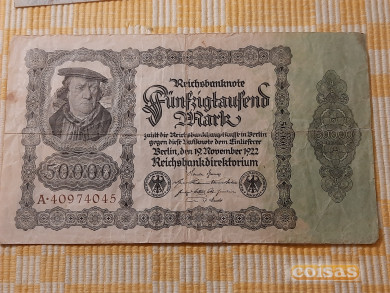 Reichsbanknote
Fünfzigtausend
Mark
zahlt die Reichsbankhauptkasse in Berlin
gegen diese Banknote dem Einlieferer
Berlin, den 19. November 1922
Reichsbankdirektorium
50000
A·40974045
50000
coisas